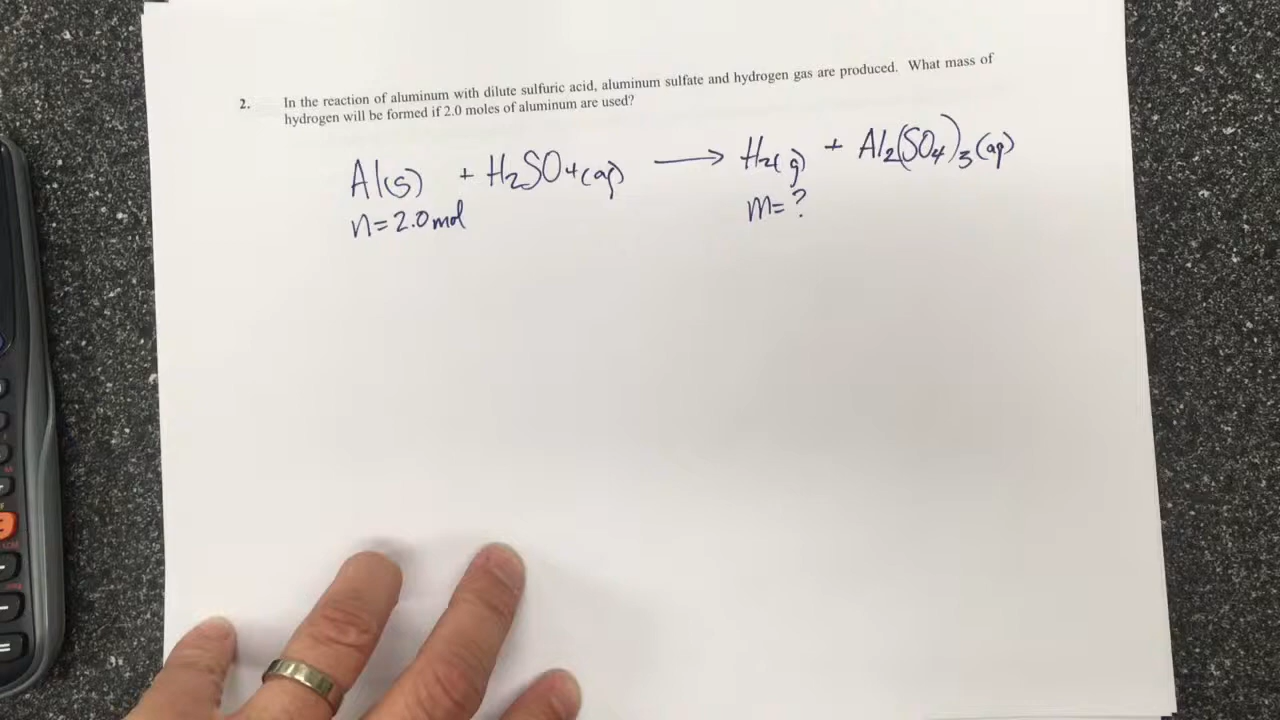 2. In the reaction of aluminum with dilute sulfuric acid, aluminum sulfate and hydrogen gas are produced. What mass of
hydrogen will be formed if 2.0 moles of aluminum are used?
Al(s) + H₂SO₄(aq) ⟶ H₂(g) + Al₂(SO₄)₃(aq)
n=2.0mol m=?